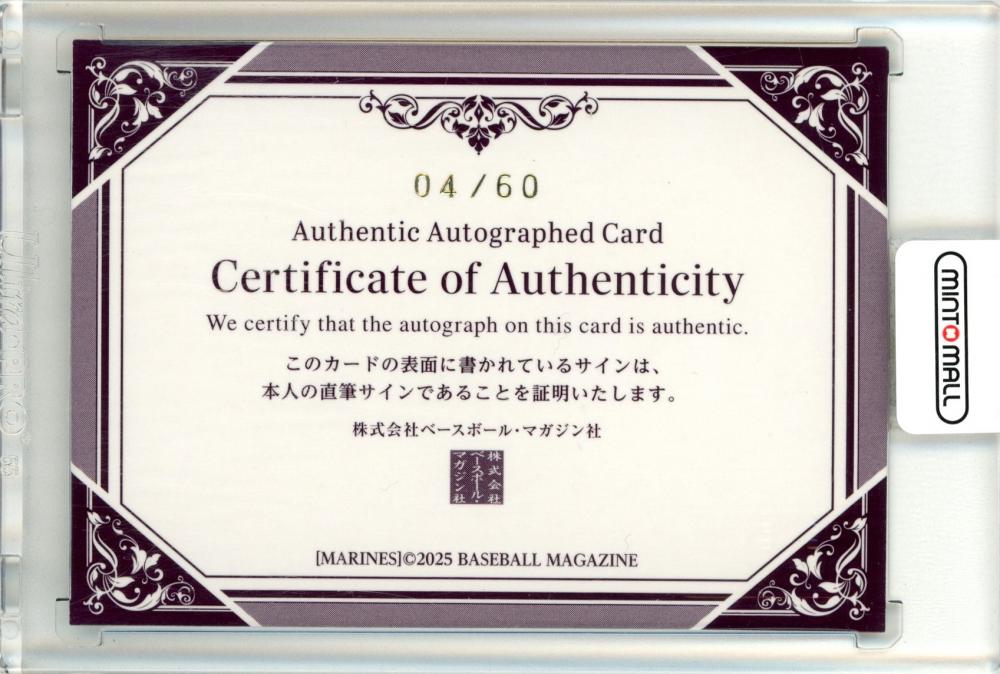 04/60
Authentic Autographed Card
Certificate of Authenticity
We certify that the autograph on this card is authentic.
このカードの表面に書かれているサインは、
本人の直筆サインであることを証明いたします。
株式会社ベースボール・マガジン社
株式会社
ベースボール・
マガジン社
[MARINES]©2025 BASEBALL MAGAZINE
MINT MALL